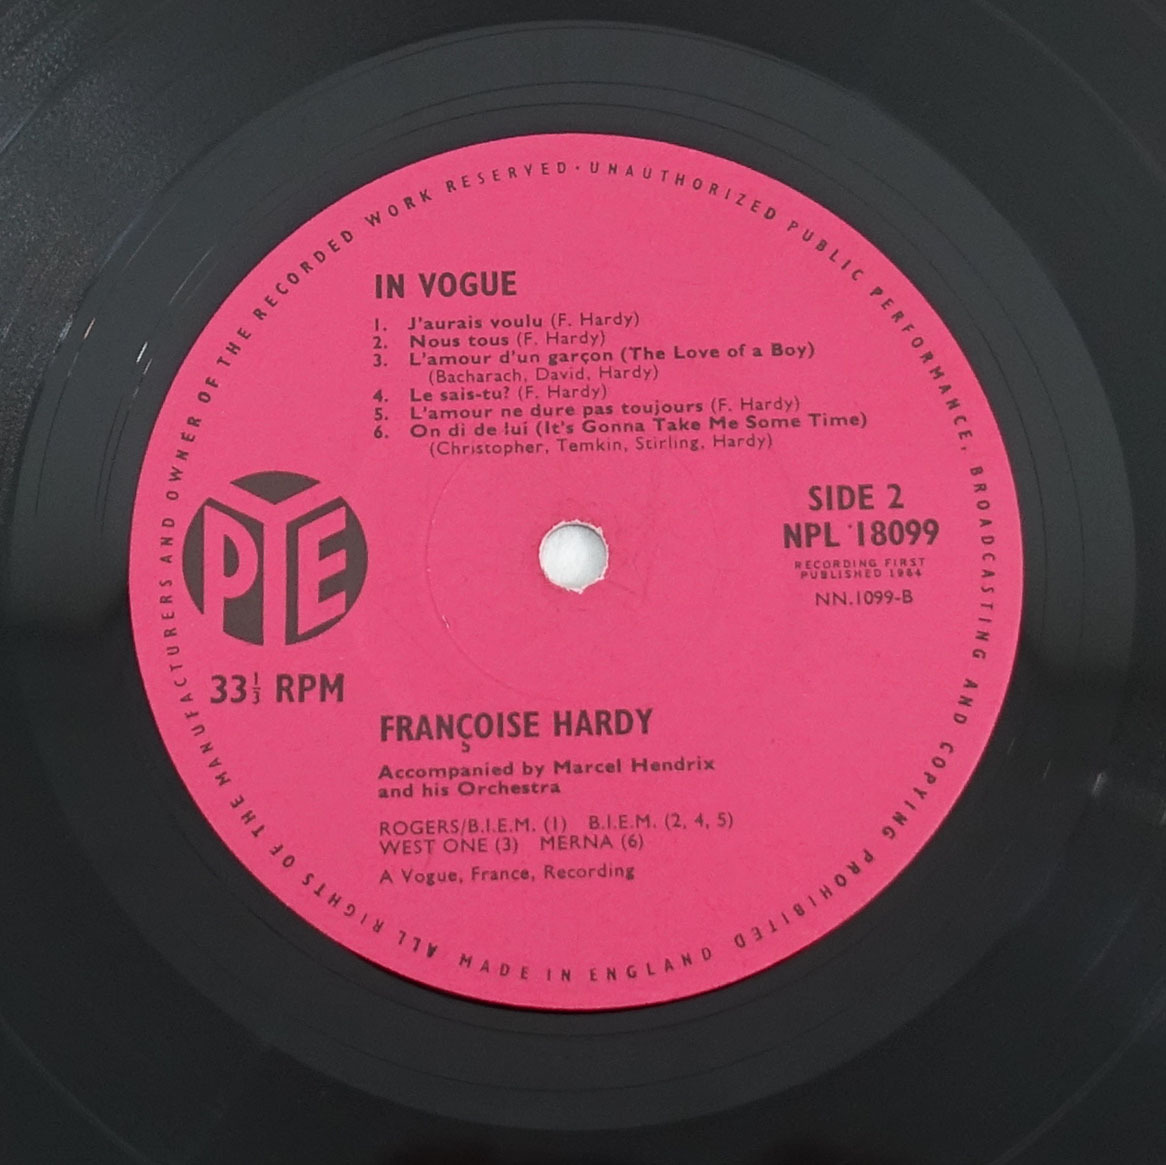 ALL RIGHTS OF THE MANUFACTURERS AND OWNER OF THE RECORDED WORK RESERVED · UNAUTHORIZED PUBLIC PERFORMANCE, BROADCASTING AND COPYING PROHIBITED
IN VOGUE
1. J'aurais voulu (F. Hardy)
2. Nous tous (F. Hardy)
3. L'amour d'un garçon (The Love of a Boy)
(Bacharach, David, Hardy)
4. Le sais-tu? (F. Hardy)
5. L'amour ne dure pas toujours (F. Hardy)
6. On di de lui (It's Gonna Take Me Some Time)
(Christopher, Temkin, Stirling, Hardy)
PYE
33⅓ RPM
SIDE 2
NPL 18099
RECORDING FIRST
PUBLISHED 1964
NN.1099-B
FRANÇOISE HARDY
Accompanied by Marcel Hendrix
and his Orchestra
ROGERS/B.I.E.M. (1) B.I.E.M. (2, 4, 5)
WEST ONE (3) MERNA (6)
A Vogue, France, Recording
MADE IN ENGLAND